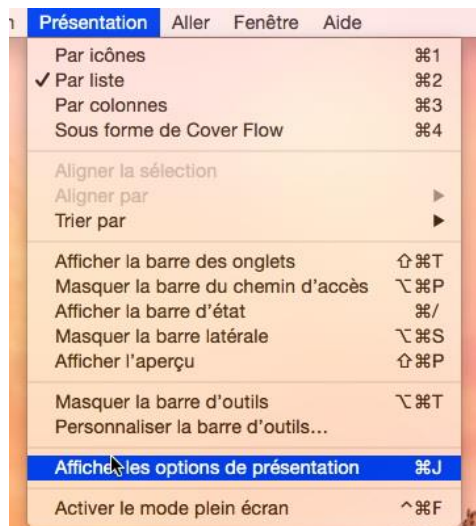 Présentation Aller Fenêtre Aide
Par icônes ⌘1
✓ Par liste ⌘2
Par colonnes ⌘3
Sous forme de Cover Flow ⌘4
Aligner la sélection
Aligner par ▶
Trier par ▶
Afficher la barre des onglets ⇧⌘T
Masquer la barre du chemin d'accès ⌥⌘P
Afficher la barre d'état ⌘/
Masquer la barre latérale ⌥⌘S
Afficher l'aperçu ⇧⌘P
Masquer la barre d'outils ⌥⌘T
Personnaliser la barre d'outils...
Afficher les options de présentation ⌘J
Activer le mode plein écran ^⌘F